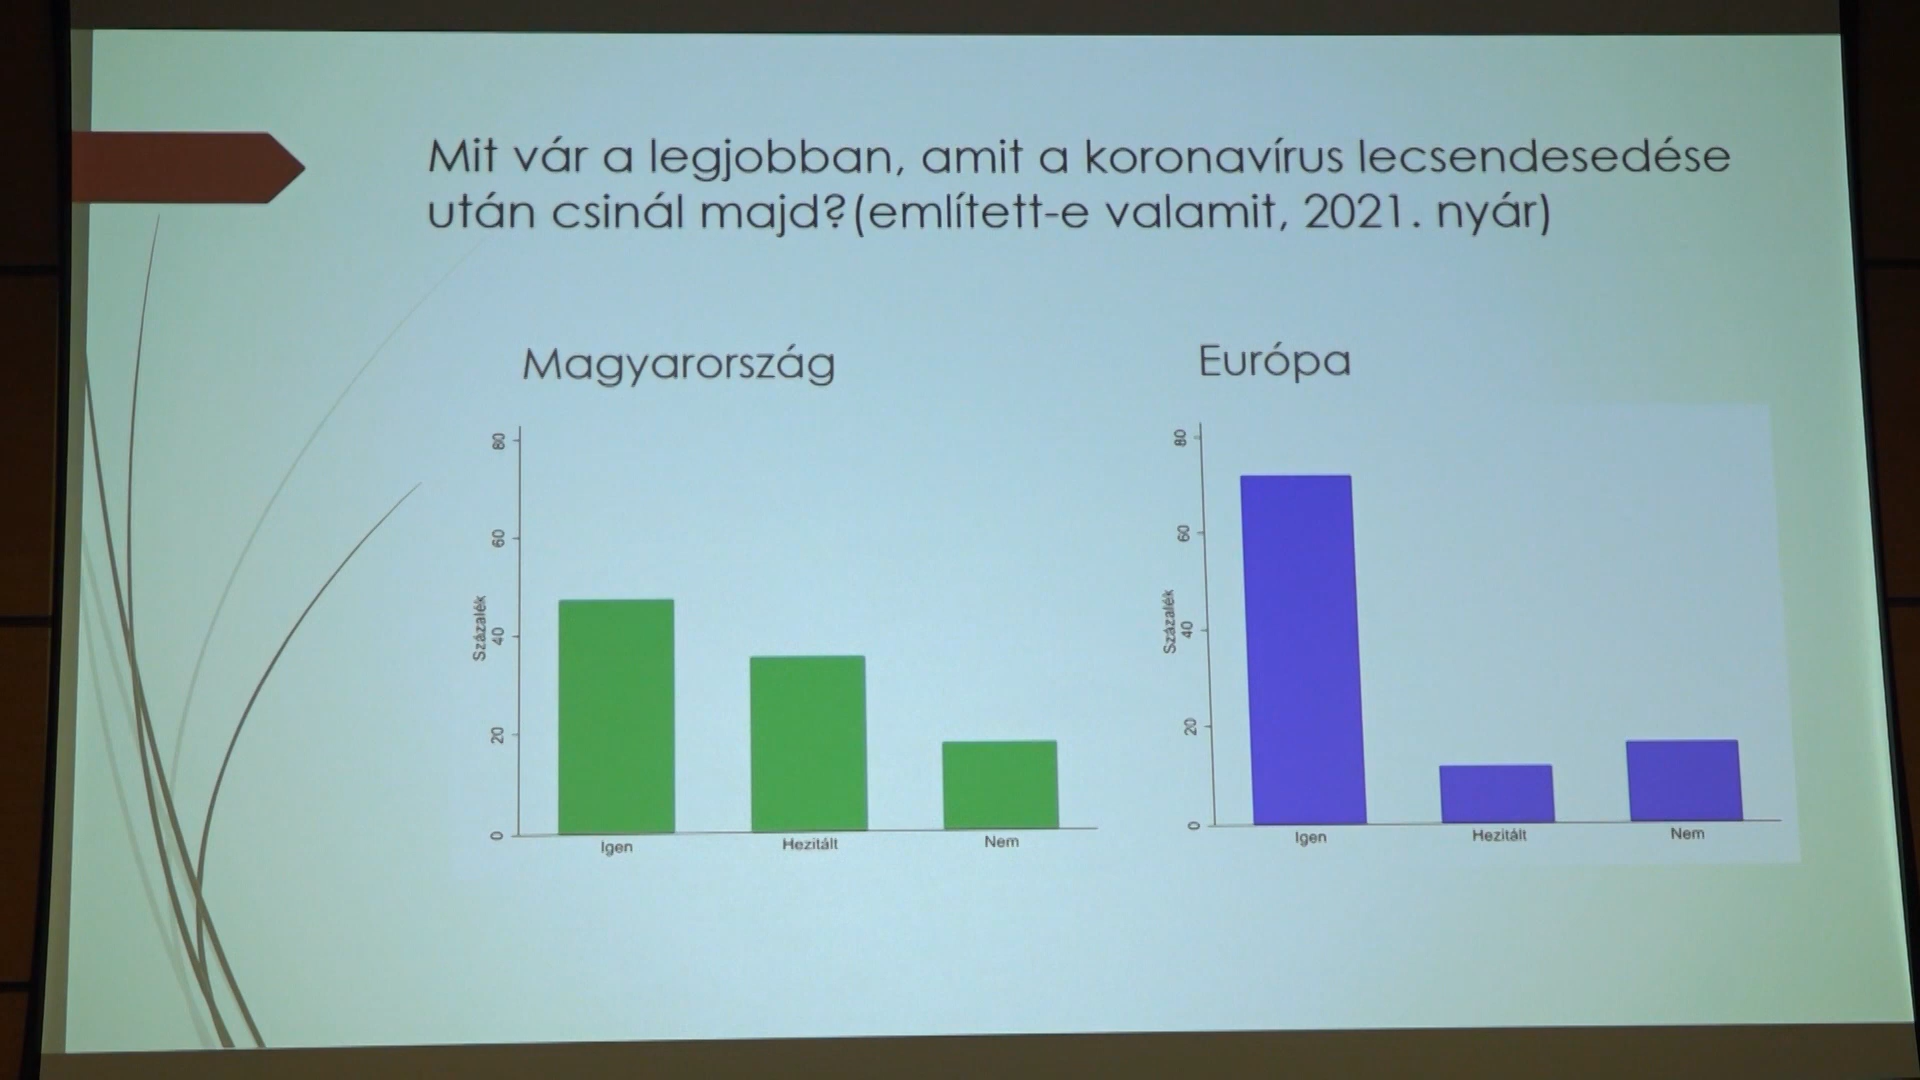 Mit vár a legjobban, amit a koronavírus lecsendesedése
után csinál majd?(említett-e valamit, 2021. nyár)
Magyarország
Európa
80
60
40
20
0
Százalék
Igen
Hezitált
Nem
80
60
40
20
0
Százalék
Igen
Hezitált
Nem